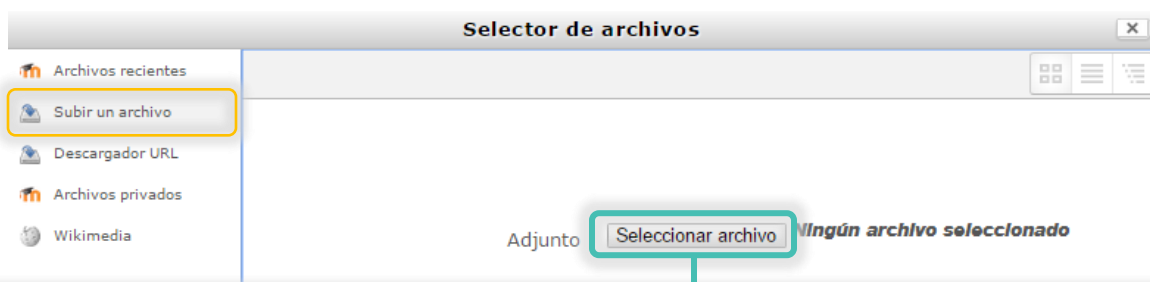 Selector de archivos
Archivos recientes
Subir un archivo
Descargador URL
Archivos privados
Wikimedia
Adjunto Seleccionar archivo Ningún archivo seleccionado